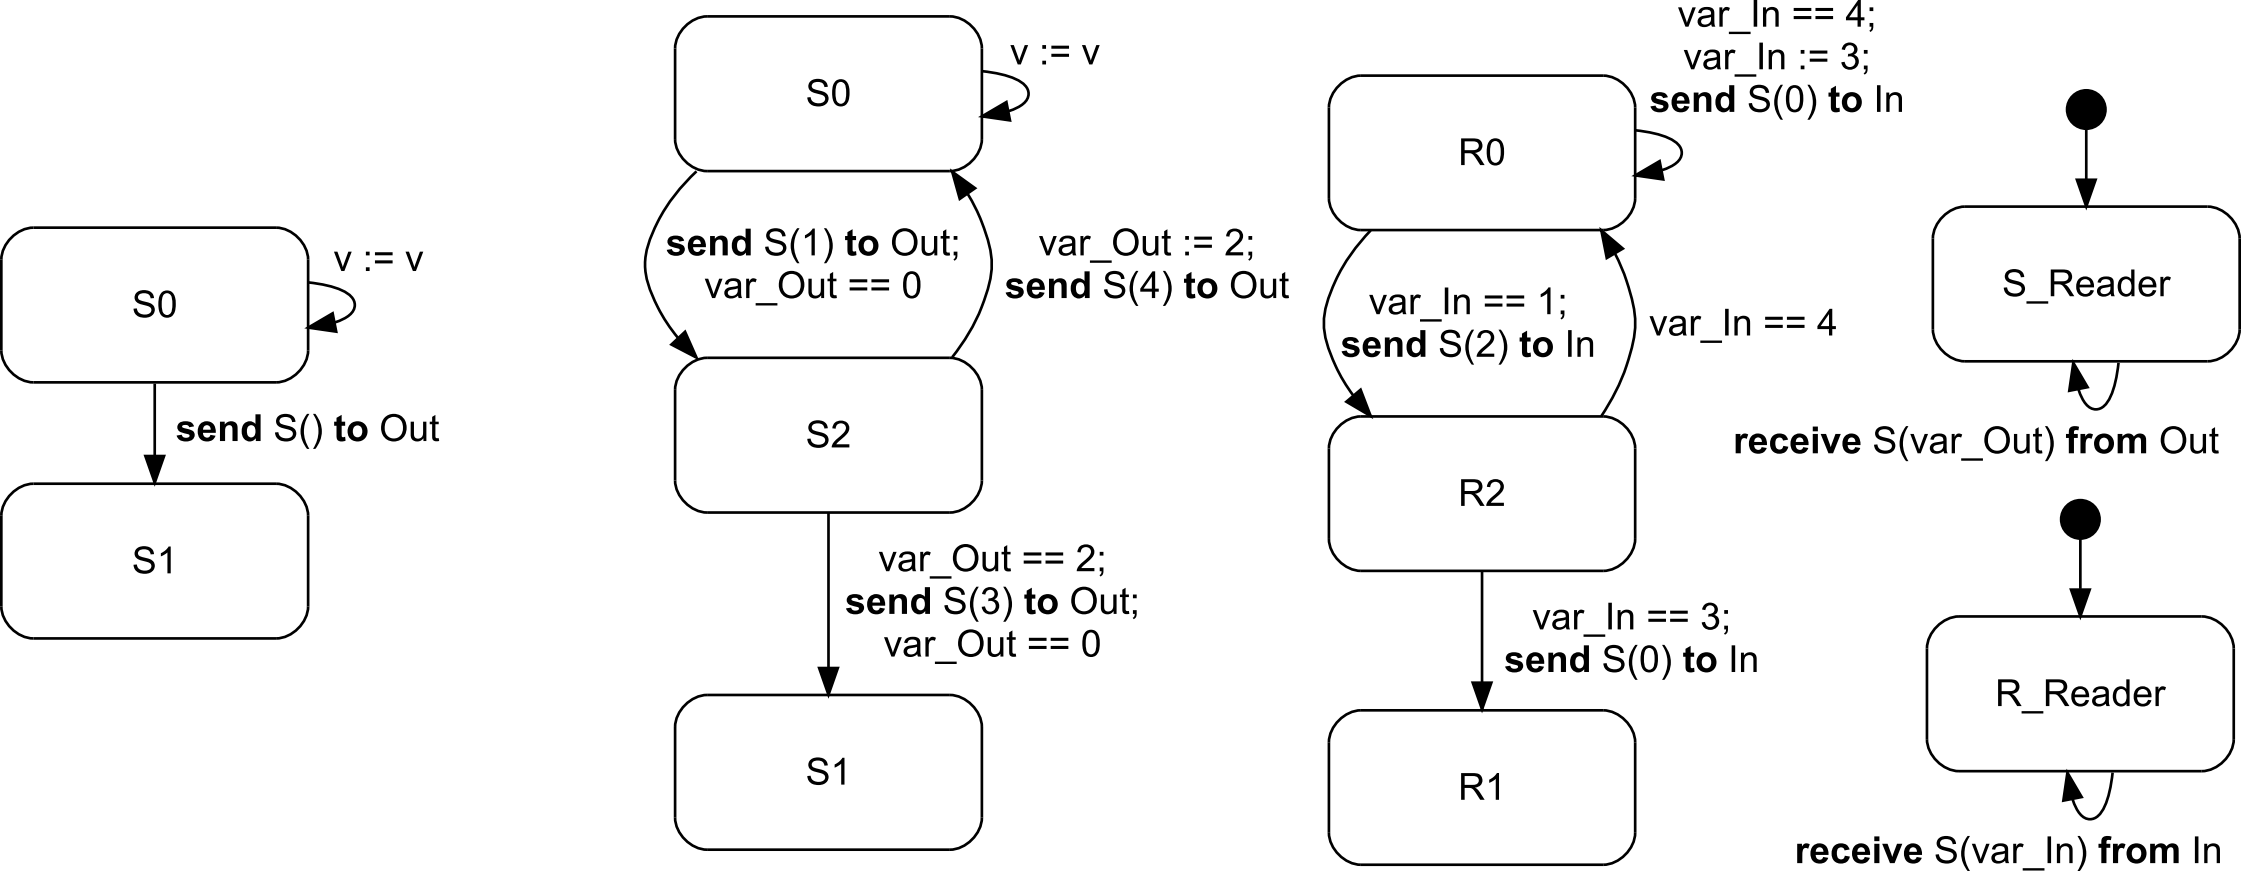 S0
v := v
send S() to Out
S1
S0
v := v
send S(1) to Out;
var_Out == 0
var_Out := 2;
send S(4) to Out
S2
var_Out == 2;
send S(3) to Out;
var_Out == 0
S1
var_In == 4;
var_In := 3;
send S(0) to In
R0
var_In == 1;
send S(2) to In
var_In == 4
R2
var_In == 3;
send S(0) to In
R1
S_Reader
receive S(var_Out) from Out
R_Reader
receive S(var_In) from In